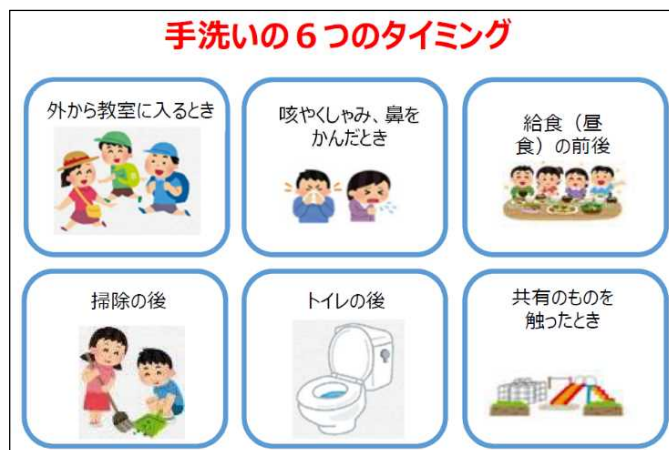 手洗いの６つのタイミング
外から教室に入るとき
咳やくしゃみ、鼻を
かんだとき
給食（昼
食）の前後
掃除の後
トイレの後
共有のものを
触ったとき